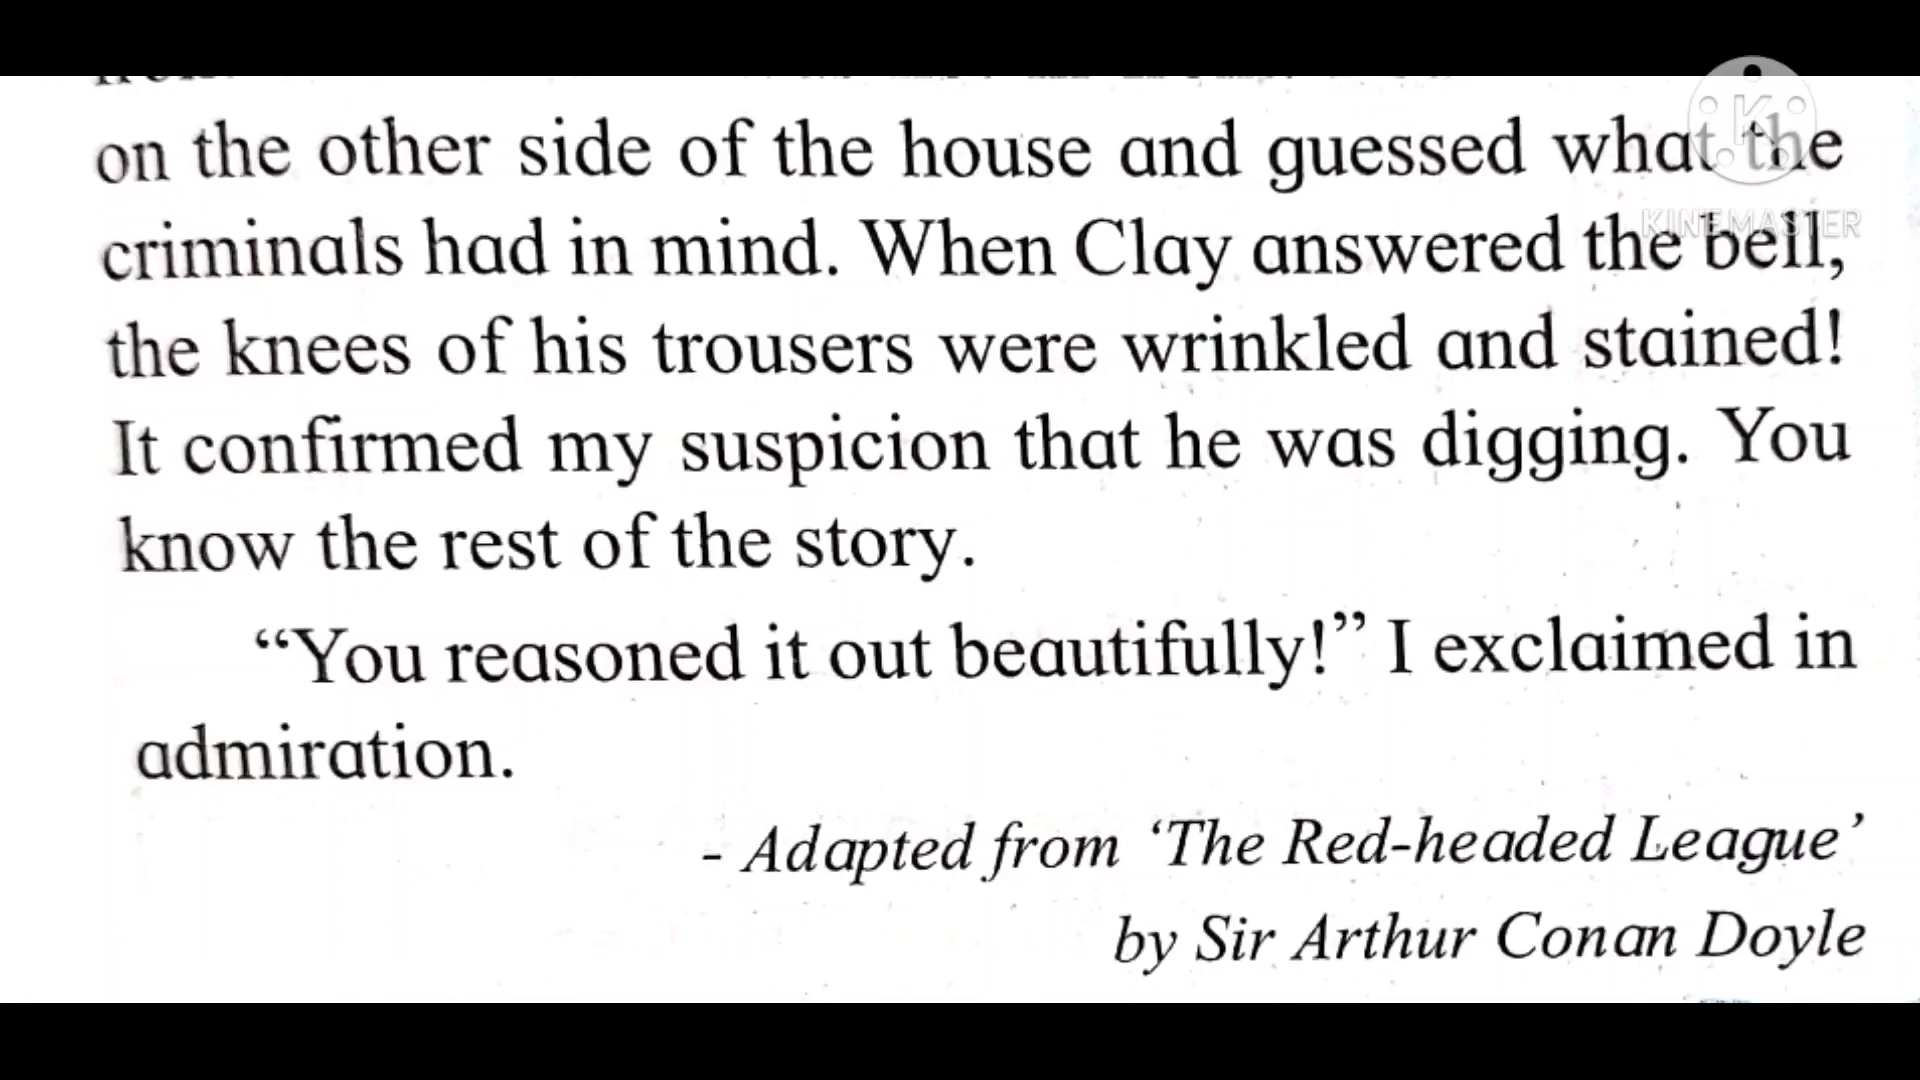 on the other side of the house and guessed what the
criminals had in mind. When Clay answered the bell,
the knees of his trousers were wrinkled and stained!
It confirmed my suspicion that he was digging. You
know the rest of the story.
“You reasoned it out beautifully!” I exclaimed in
admiration.
- Adapted from ‘The Red-headed League’
by Sir Arthur Conan Doyle
K
KINEMASTER